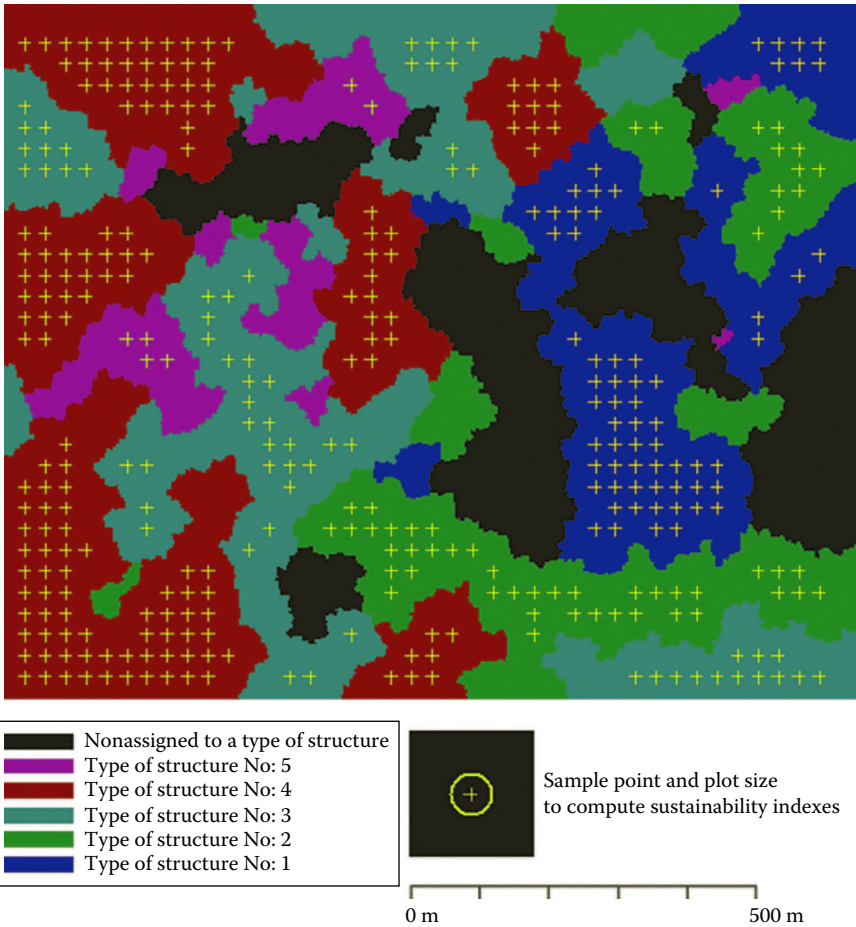 Nonassigned to a type of structure
Type of structure No: 5
Type of structure No: 4
Type of structure No: 3
Type of structure No: 2
Type of structure No: 1
Sample point and plot size
to compute sustainability indexes
0 m
500 m